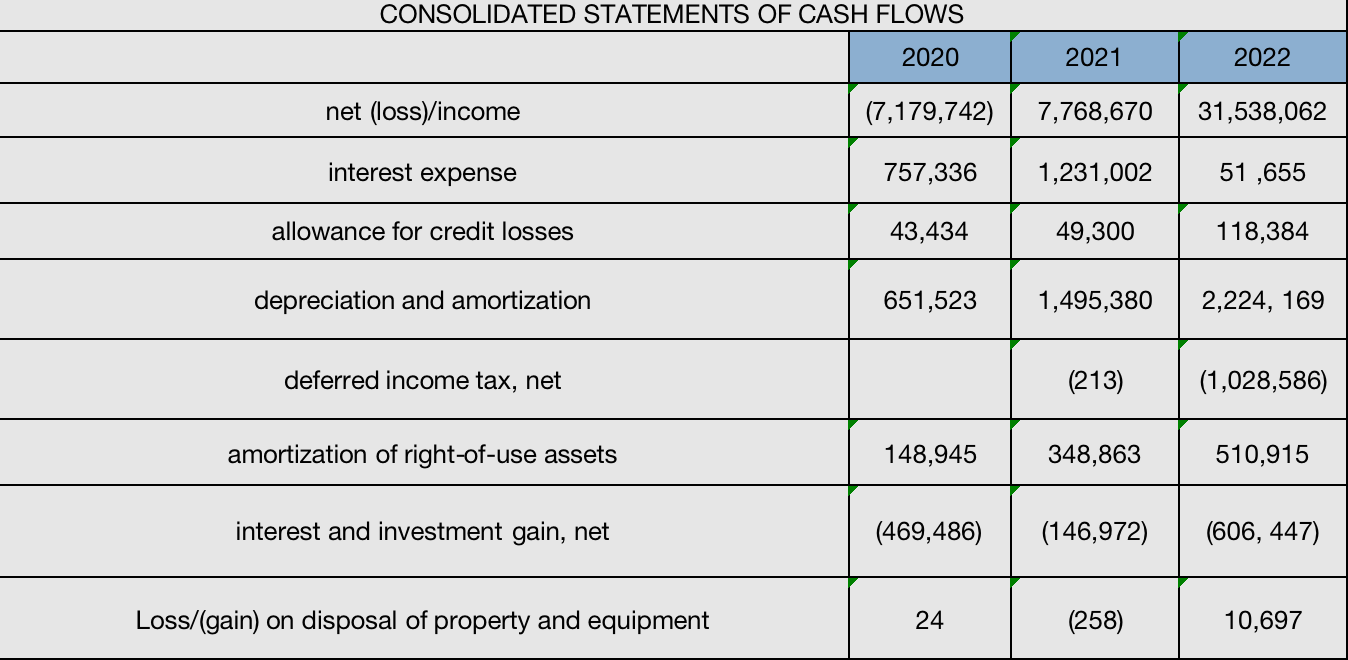 CONSOLIDATED STATEMENTS OF CASH FLOWS
2020 2021 2022
net (loss)/income (7,179,742) 7,768,670 31,538,062
interest expense 757,336 1,231,002 51 ,655
allowance for credit losses 43,434 49,300 118,384
depreciation and amortization 651,523 1,495,380 2,224, 169
deferred income tax, net (213) (1,028,586)
amortization of right-of-use assets 148,945 348,863 510,915
interest and investment gain, net (469,486) (146,972) (606, 447)
Loss/(gain) on disposal of property and equipment 24 (258) 10,697